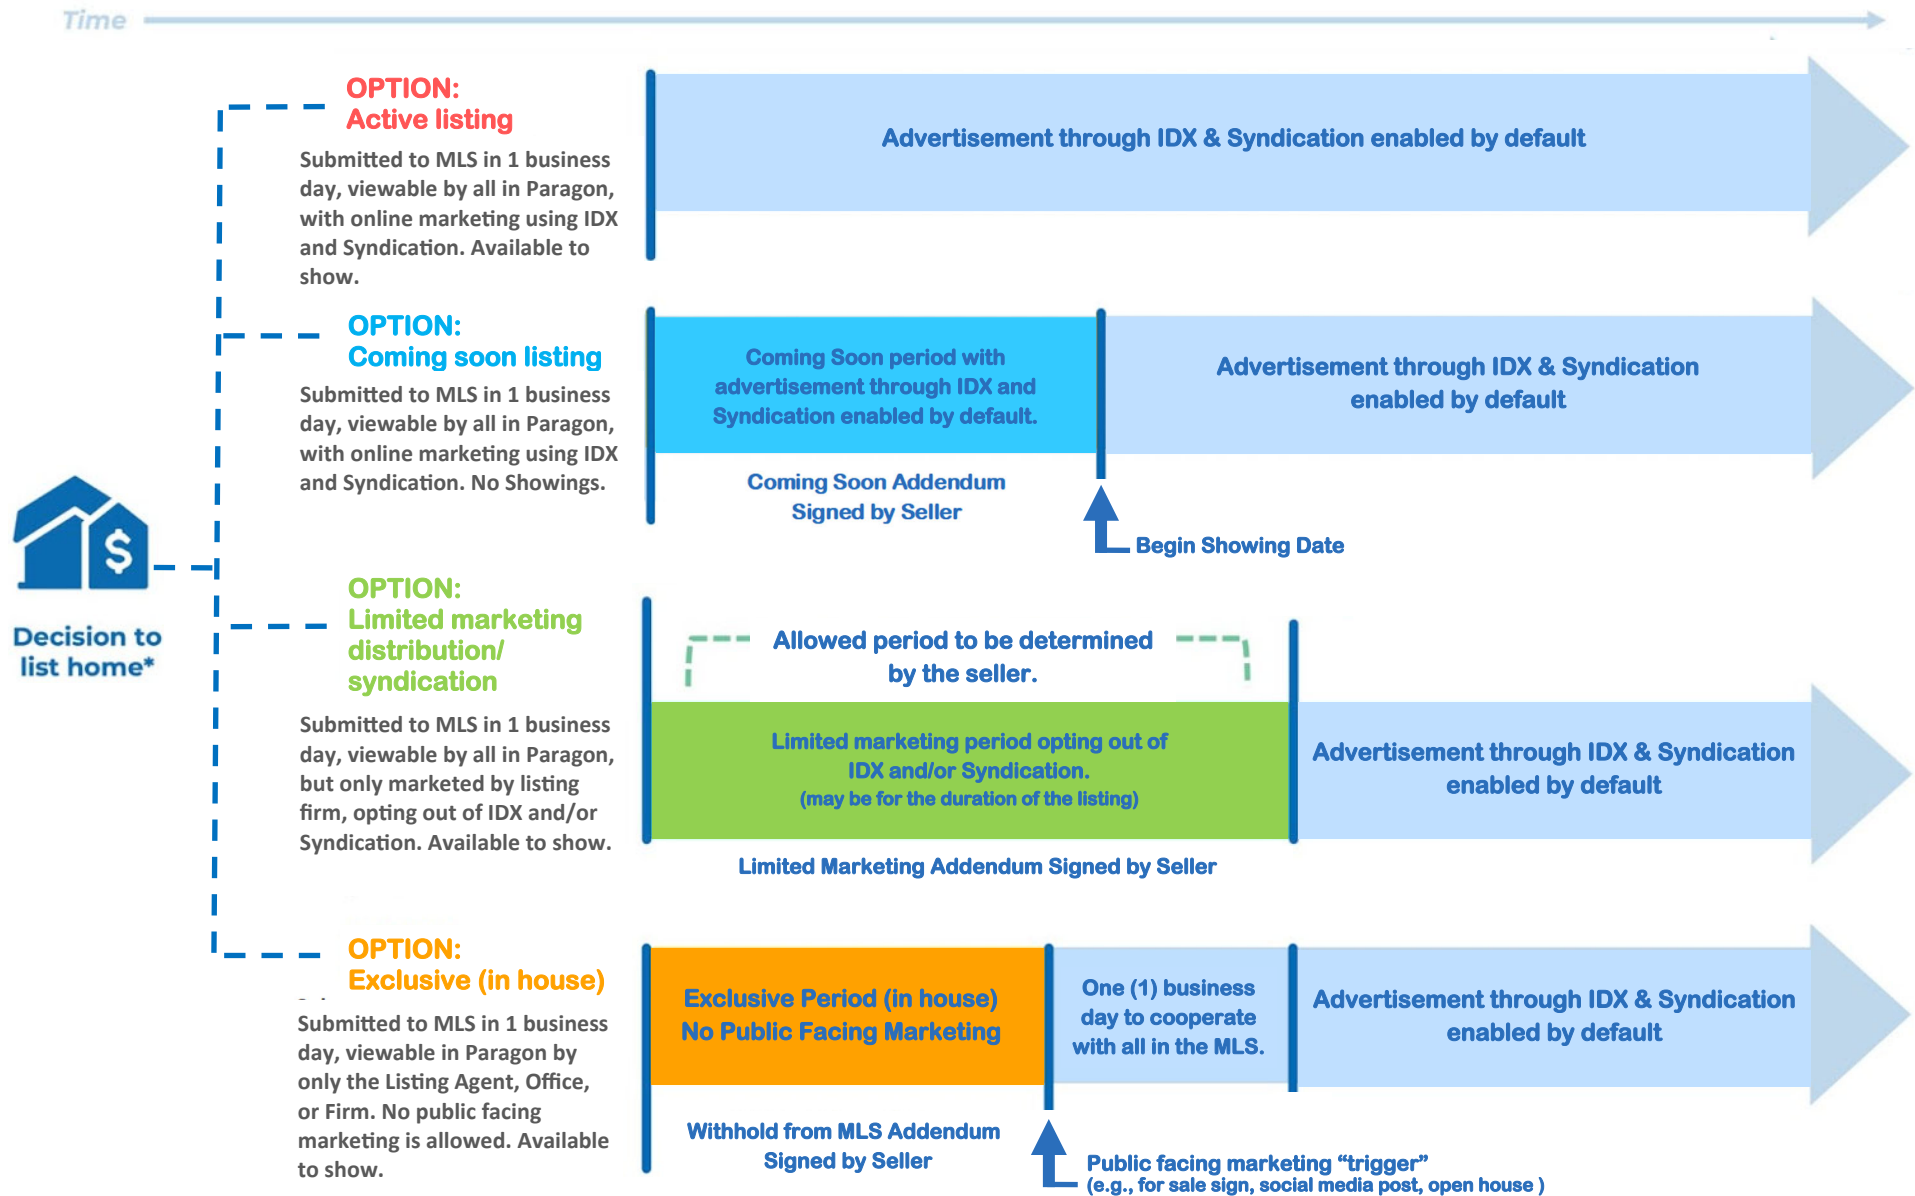 Time
OPTION:
Active listing
Submitted to MLS in 1 business
day, viewable by all in Paragon,
with online marketing using IDX
and Syndication. Available to
show.
Advertisement through IDX & Syndication enabled by default
OPTION:
Coming soon listing
Submitted to MLS in 1 business
day, viewable by all in Paragon,
with online marketing using IDX
and Syndication. No Showings.
Coming Soon period with
advertisement through IDX and
Syndication enabled by default.
Coming Soon Addendum
Signed by Seller
Advertisement through IDX & Syndication
enabled by default
Begin Showing Date
$
Decision to
list home*
OPTION:
Limited marketing
distribution/
syndication
Submitted to MLS in 1 business
day, viewable by all in Paragon,
but only marketed by listing
firm, opting out of IDX and/or
Syndication. Available to show.
Allowed period to be determined
by the seller.
Limited marketing period opting out of
IDX and/or Syndication.
(may be for the duration of the listing)
Limited Marketing Addendum Signed by Seller
Advertisement through IDX & Syndication
enabled by default
OPTION:
Exclusive (in house)
Submitted to MLS in 1 business
day, viewable in Paragon by
only the Listing Agent, Office,
or Firm. No public facing
marketing is allowed. Available
to show.
Exclusive Period (in house)
No Public Facing Marketing
Withhold from MLS Addendum
Signed by Seller
One (1) business
day to cooperate
with all in the MLS.
Advertisement through IDX & Syndication
enabled by default
Public facing marketing “trigger”
(e.g., for sale sign, social media post, open house )